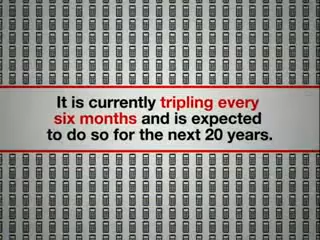 It is currently tripling every
six months and is expected
to do so for the next 20 years.